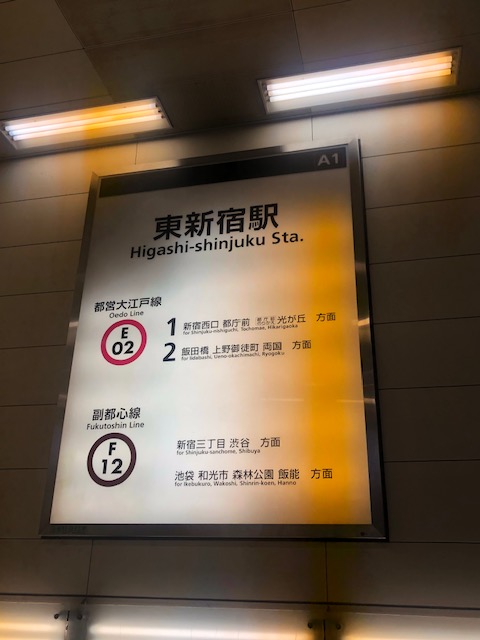 A1
東新宿駅
Higashi-shinjuku Sta.
都営大江戸線
Oedo Line
E
02
1 新宿西口 都庁前 光が丘 方面
for Shinjuku-nishiguchi, Tochomae, Hikarigaoka
2 飯田橋 上野御徒町 両国 方面
for Iidabashi, Ueno-okachimachi, Ryogoku
副都心線
Fukutoshin Line
F
12
新宿三丁目 渋谷 方面
for Shinjuku-sanchome, Shibuya
池袋 和光市 森林公園 飯能 方面
for Ikebukuro, Wakoshi, Shinrin-koen, Hanno